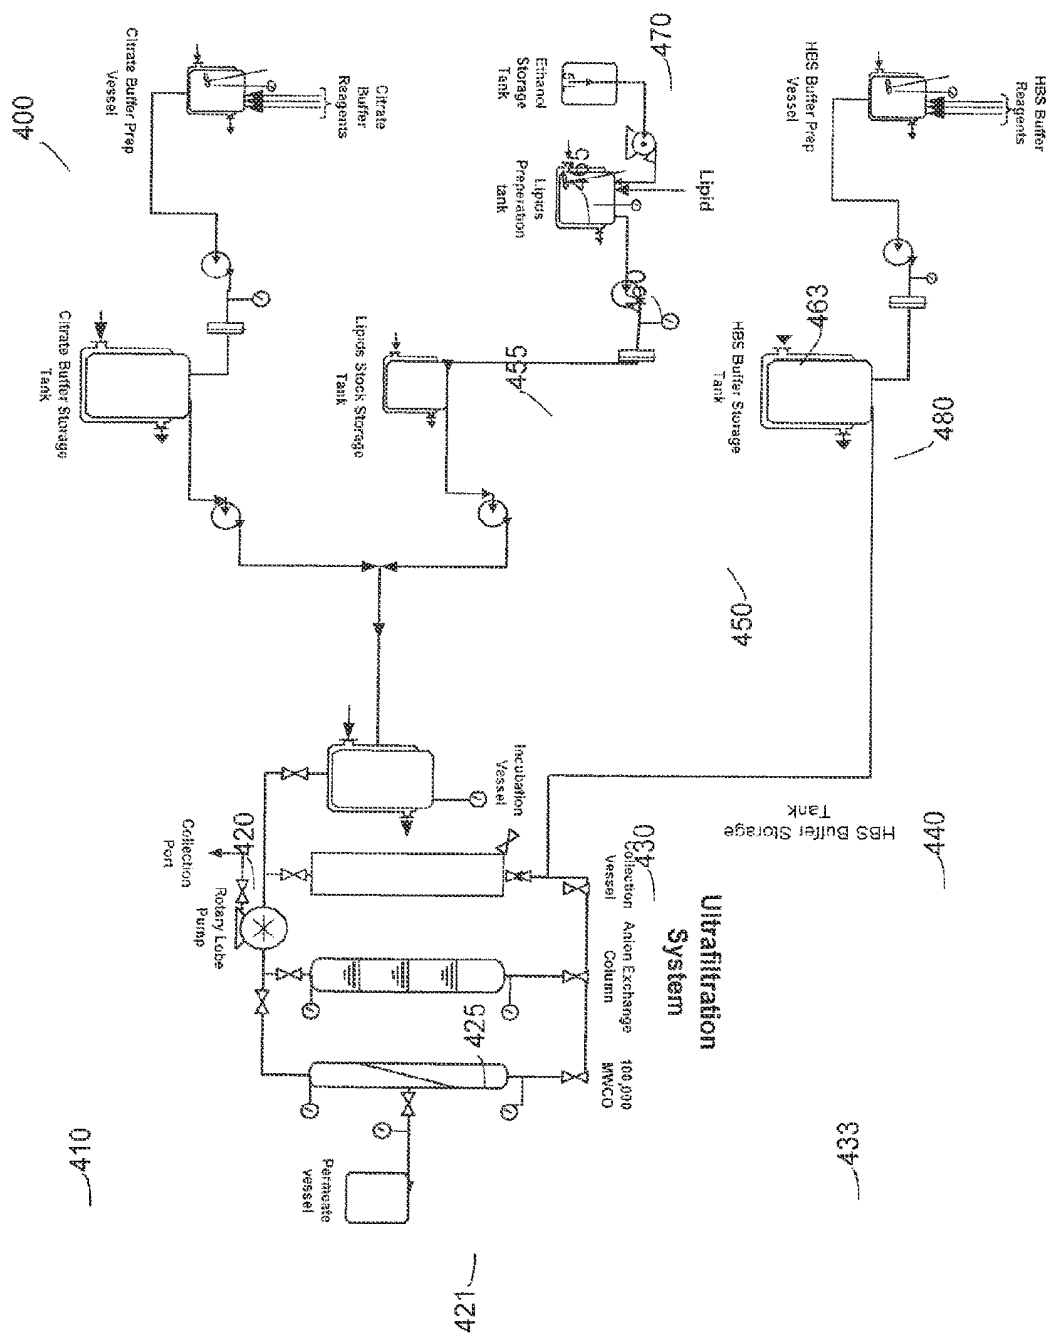 400
Citrate Buffer Prep
Vessel
Citrate
Buffer
Reagents
Citrate Buffer Storage
Tank
470
Ethanol
Storage
Tank
465
Lipids
Preparation
tank
Lipid
460
455
Lipids Stock Storage
Tank
HBS Buffer Prep
Vessel
HBS Buffer
Reagents
463
HBS Buffer Storage
Tank
480
450
Incubation
Vessel
HBS Buffer Storage
Tank
440
420
Collection
Port
Rotary Lobe
Pump
430
Collection
vessel
Anion Exchange
Column
Ultrafiltration
System
425
100,000
MWCO
410
433
Permeate
vessel
421